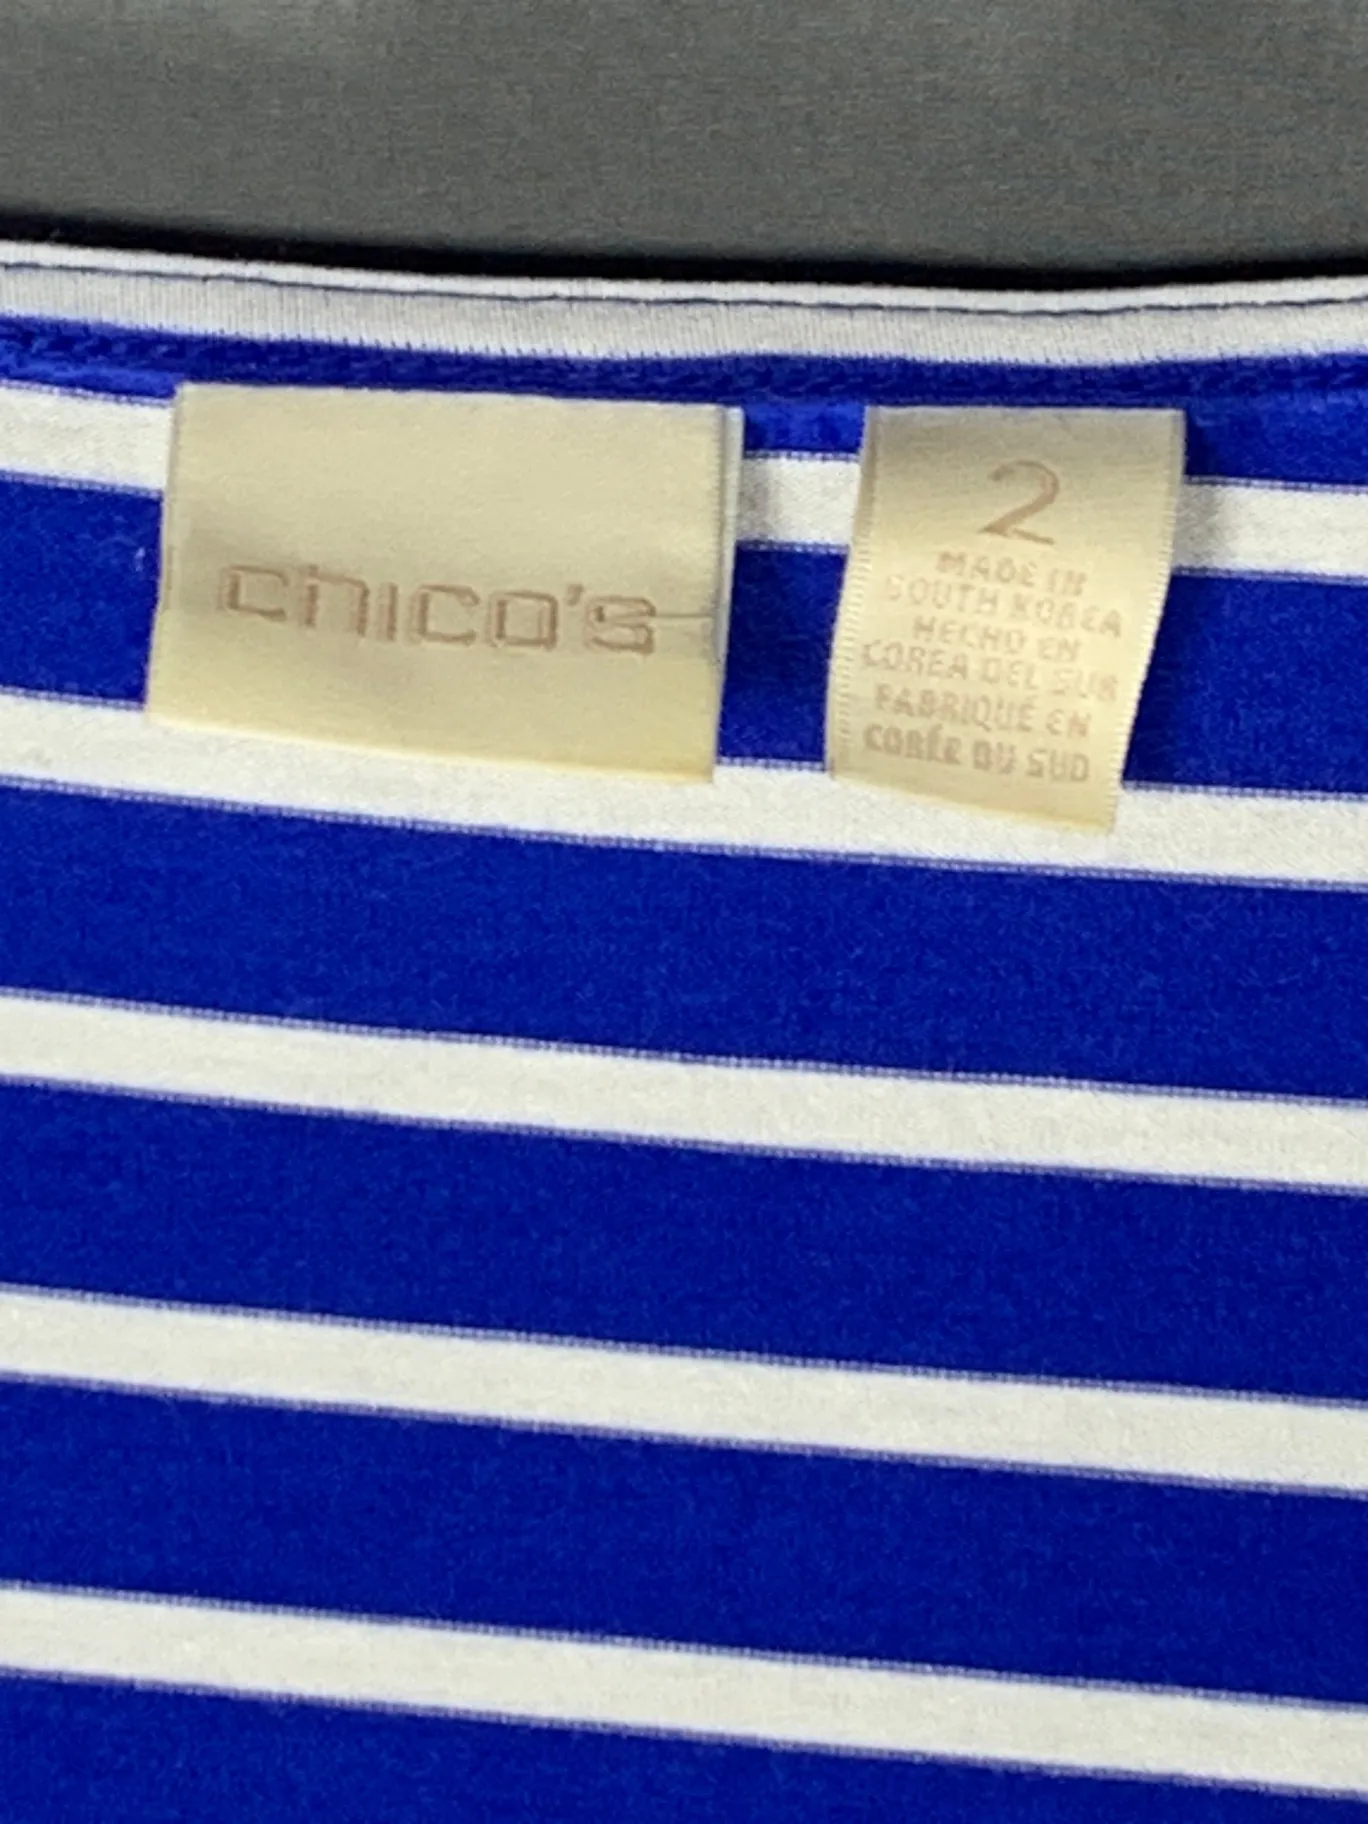 chico's
2
MADE IN
SOUTH KOREA
HECHO EN
COREA DEL SUR
FABRIQUÉ EN
CORÉE DU SUD